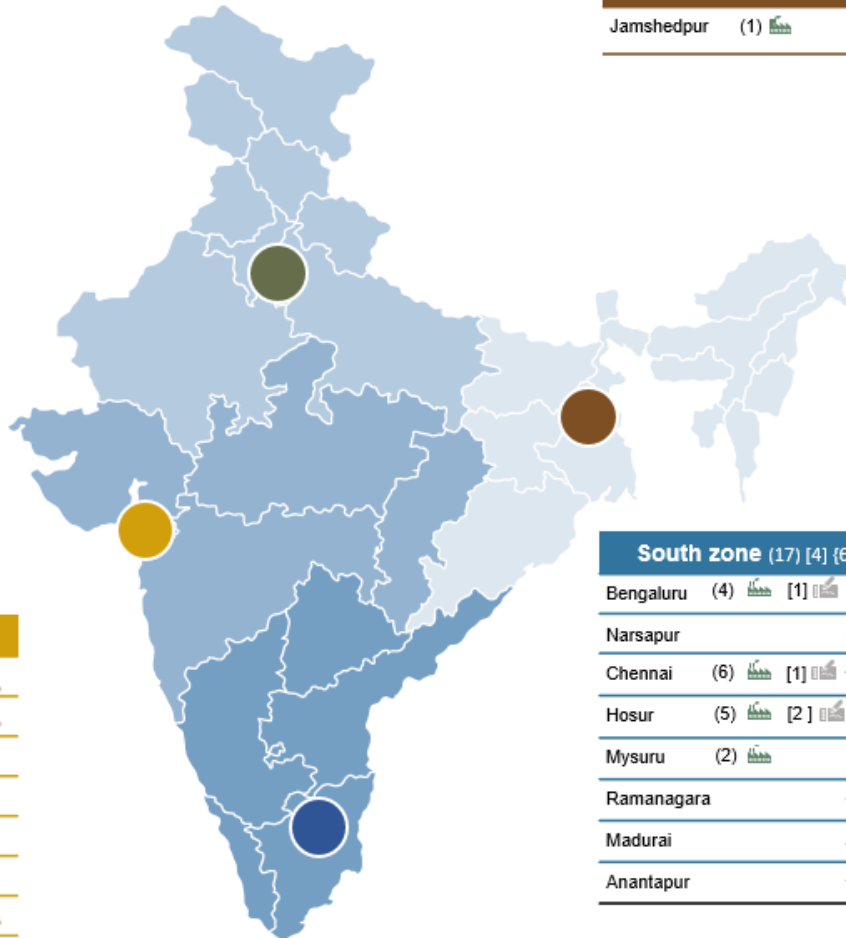 Jamshedpur (1)
South zone (17) [4] {6
Bengaluru (4) [1]
Narsapur
Chennai (6) [1]
Hosur (5) [2 ]
Mysuru (2)
Ramanagara
Madurai
Anantapur